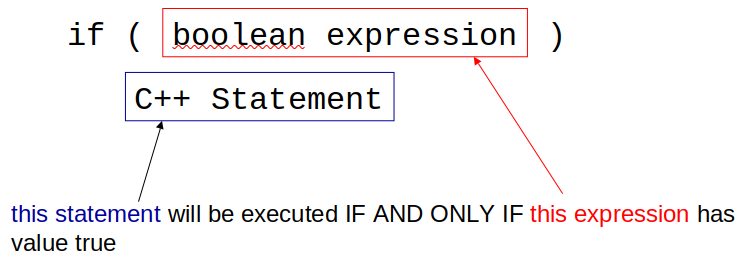 if ( boolean expression )
C++ Statement
this statement will be executed IF AND ONLY IF this expression has
value true